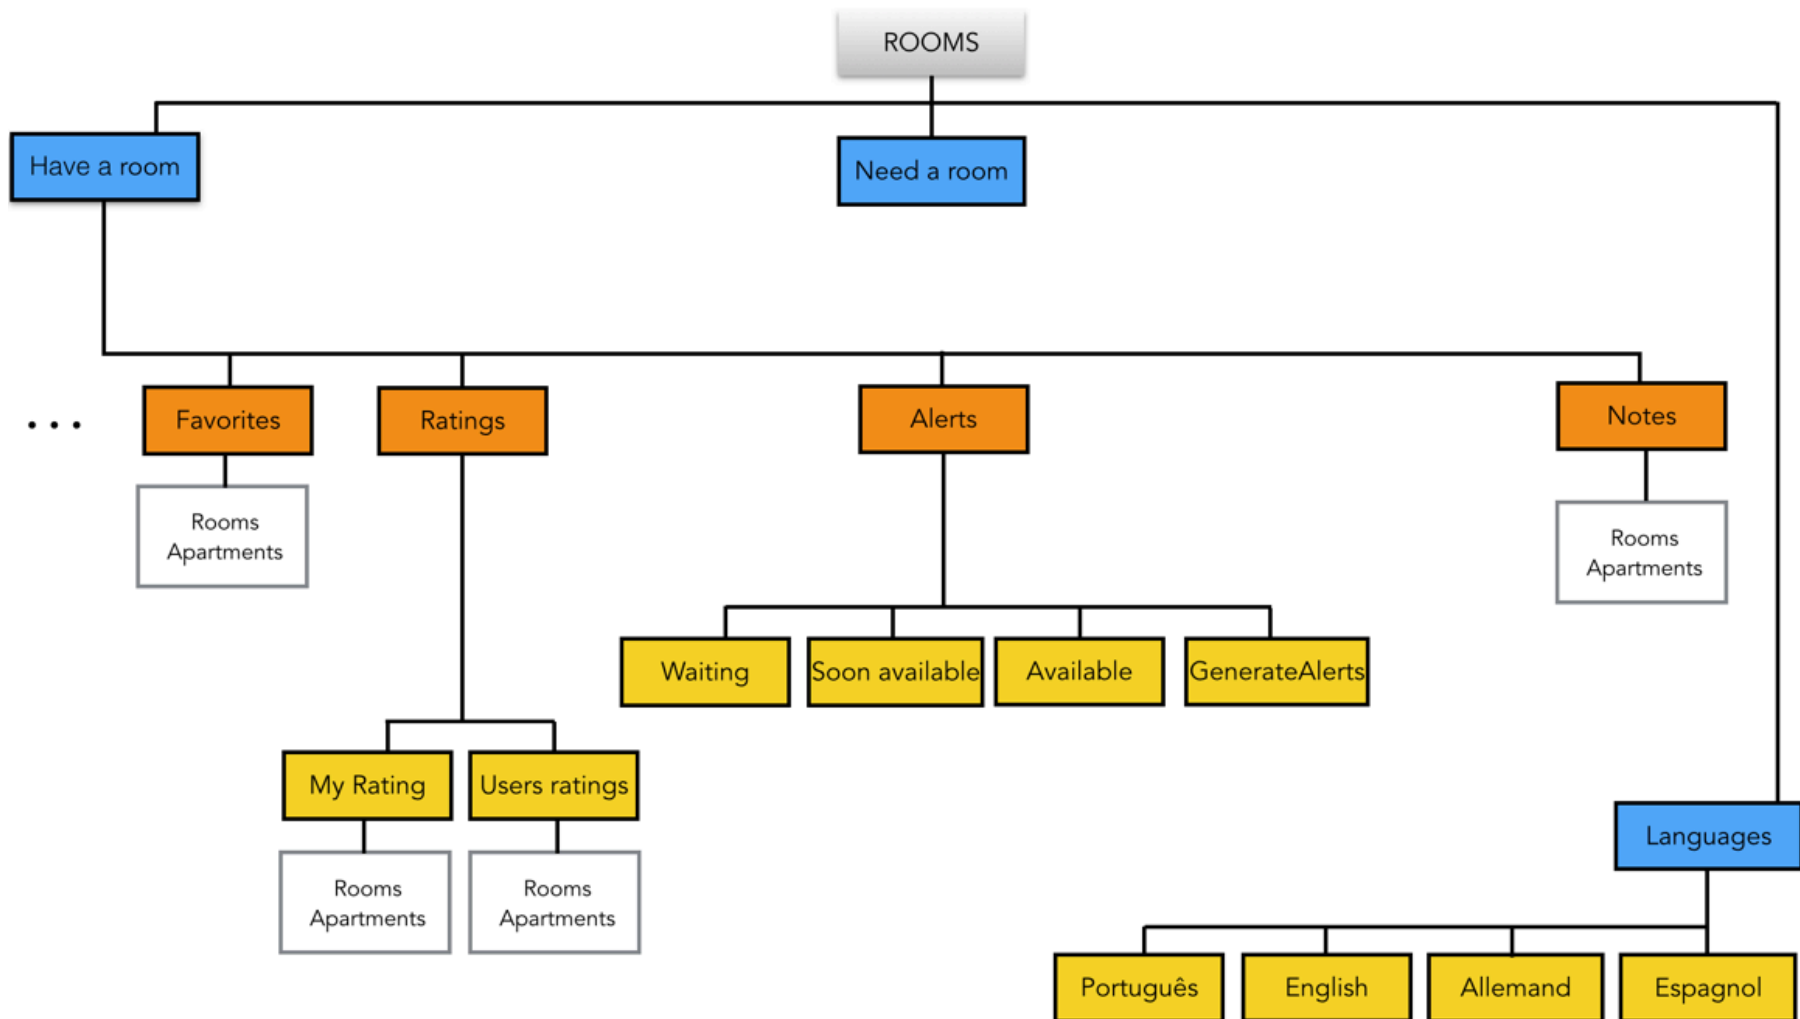 ROOMS
Have a room
Need a room
...
Favorites
Ratings
Alerts
Notes
Rooms
Apartments
Rooms
Apartments
Waiting
Soon available
Available
GenerateAlerts
My Rating
Users ratings
Rooms
Apartments
Rooms
Apartments
Languages
Português
English
Allemand
Espagnol